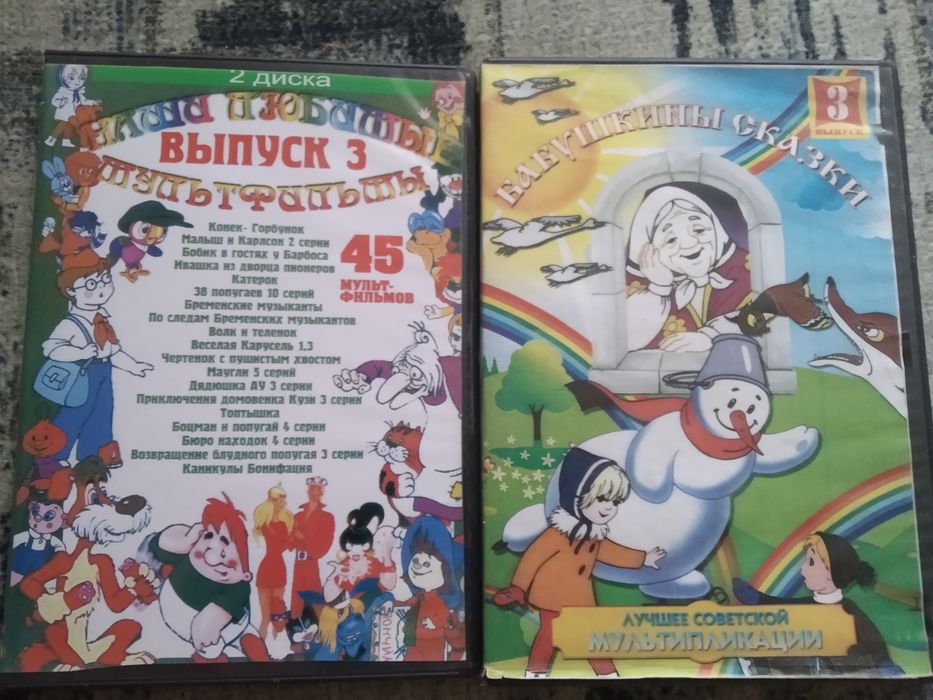 2 диска
НАШИ ЛЮБИМЫЕ
ВЫПУСК 3
МУЛЬТФИЛЬМЫ
45
МУЛЬТ-
ФИЛЬМОВ
Конек- Горбунок
Малыш и Карлсон 2 серии
Бобик в гостях у Барбоса
Ивашка из дворца пионеров
Катерок
38 попугаев 10 серий
Бременские музыканты
По следам Бременских музыкантов
Волк и теленок
Веселая Карусель 1,3
Чертенок с пушистым хвостом
Маугли 5 серий
Дядюшка АУ 3 серии
Приключения домовенка Кузи 3 серии
Топтышка
Боцман и попугай 4 серии
Бюро находок 4 серии
Возвращение блудного попугая 3 серии
Каникулы Бонифация
3
ВЫПУСК
БАБУШКИНЫ СКАЗКИ
ЛУЧШЕЕ СОВЕТСКОЙ
МУЛЬТИПЛИКАЦИИ